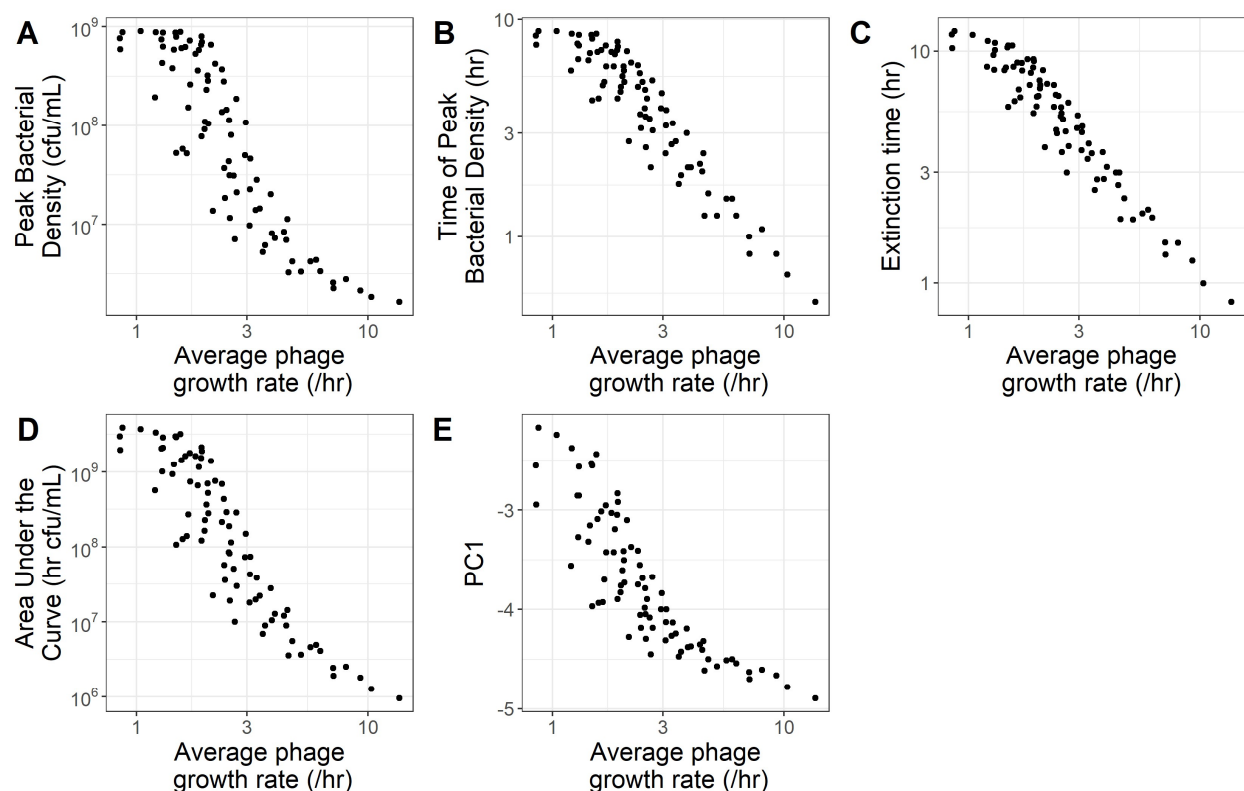 A
Peak Bacterial
Density (cfu/mL)
10⁹
10⁸
10⁷
1
3
10
Average phage
growth rate (/hr)
B
Time of Peak
Bacterial Density (hr)
10
3
1
1
3
10
Average phage
growth rate (/hr)
C
Extinction time (hr)
10
3
1
1
3
10
Average phage
growth rate (/hr)
D
Area Under the
Curve (hr cfu/mL)
10⁹
10⁸
10⁷
10⁶
1
3
10
Average phage
growth rate (/hr)
E
PC1
-3
-4
-5
1
3
10
Average phage
growth rate (/hr)